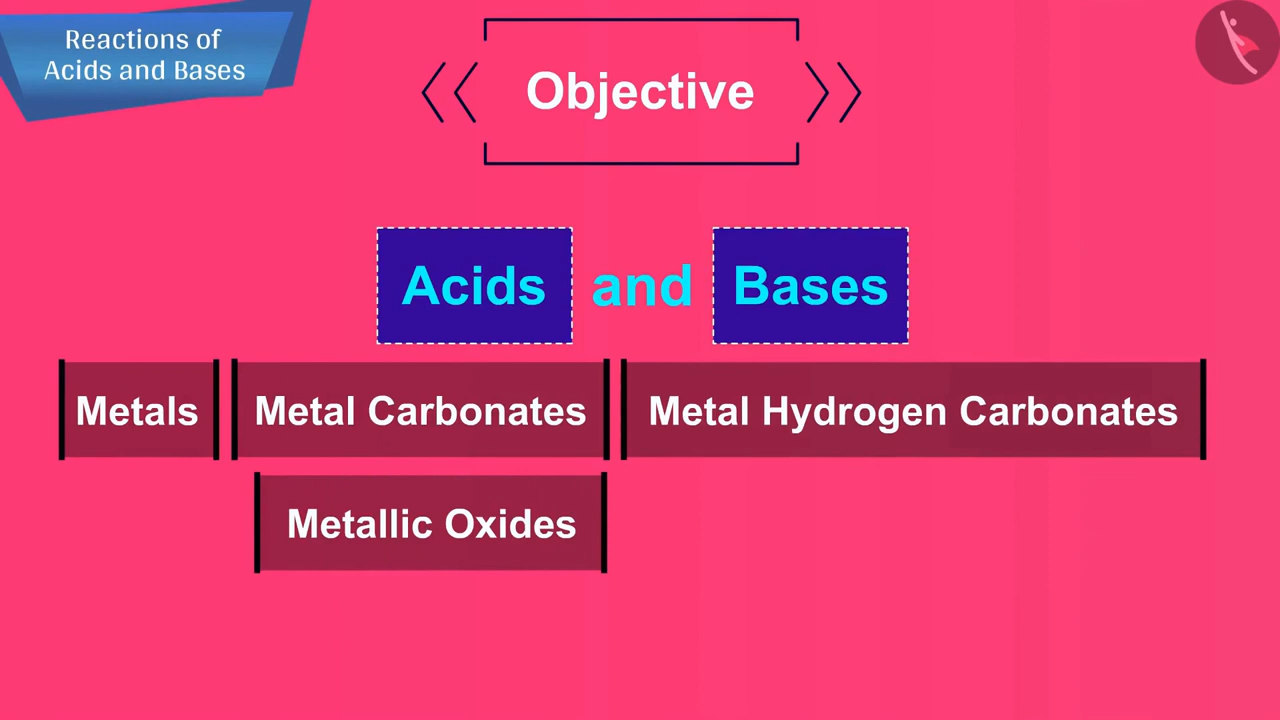 Reactions of
Acids and Bases
Objective
Acids and Bases
Metals Metal Carbonates Metal Hydrogen Carbonates
Metallic Oxides